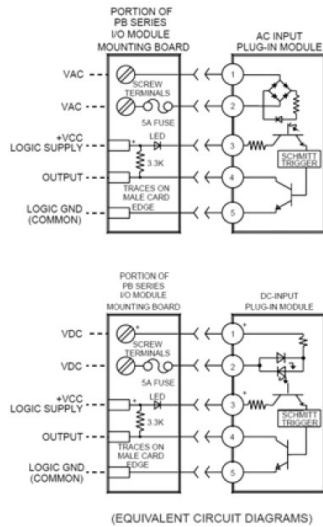 PORTION OF
PB SERIES
I/O MODULE
MOUNTING BOARD
AC INPUT
PLUG-IN MODULE
VAC
1
SCREW
TERMINALS
VAC
2
5A FUSE
+VCC
LOGIC SUPPLY
LED
3
3.3K
SCHMITT
TRIGGER
OUTPUT
4
TRACES ON
MALE CARD
EDGE
LOGIC GND
(COMMON)
5
PORTION OF
PB SERIES
I/O MODULE
MOUNTING BOARD
DC-INPUT
PLUG-IN MODULE
VDC
+
1
+
SCREW
TERMINALS
VDC
2
5A FUSE
+VCC
LOGIC SUPPLY
LED
3
+
3.3K
SCHMITT
TRIGGER
OUTPUT
4
TRACES ON
MALE CARD
EDGE
LOGIC GND
(COMMON)
5
(EQUIVALENT CIRCUIT DIAGRAMS)